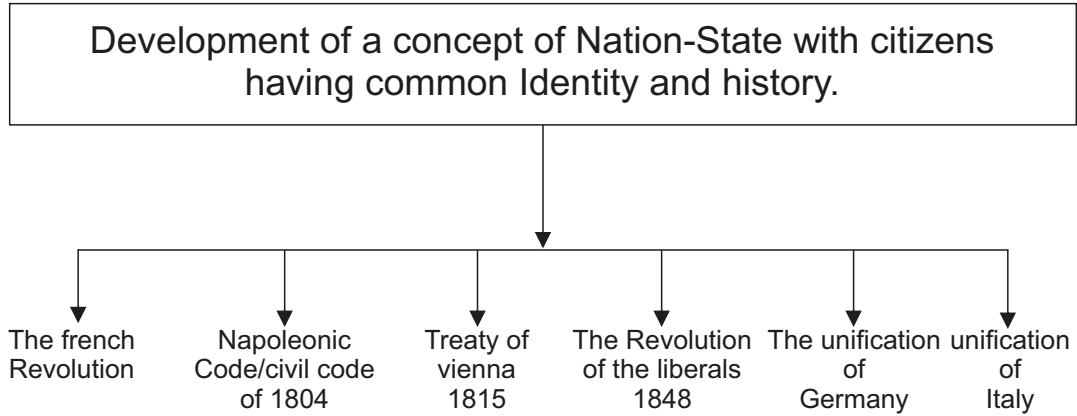 Development of a concept of Nation-State with citizens
having common Identity and history.
The french
Revolution
Napoleonic
Code/civil code
of 1804
Treaty of
vienna
1815
The Revolution
of the liberals
1848
The unification
of
Germany
unification
of
Italy